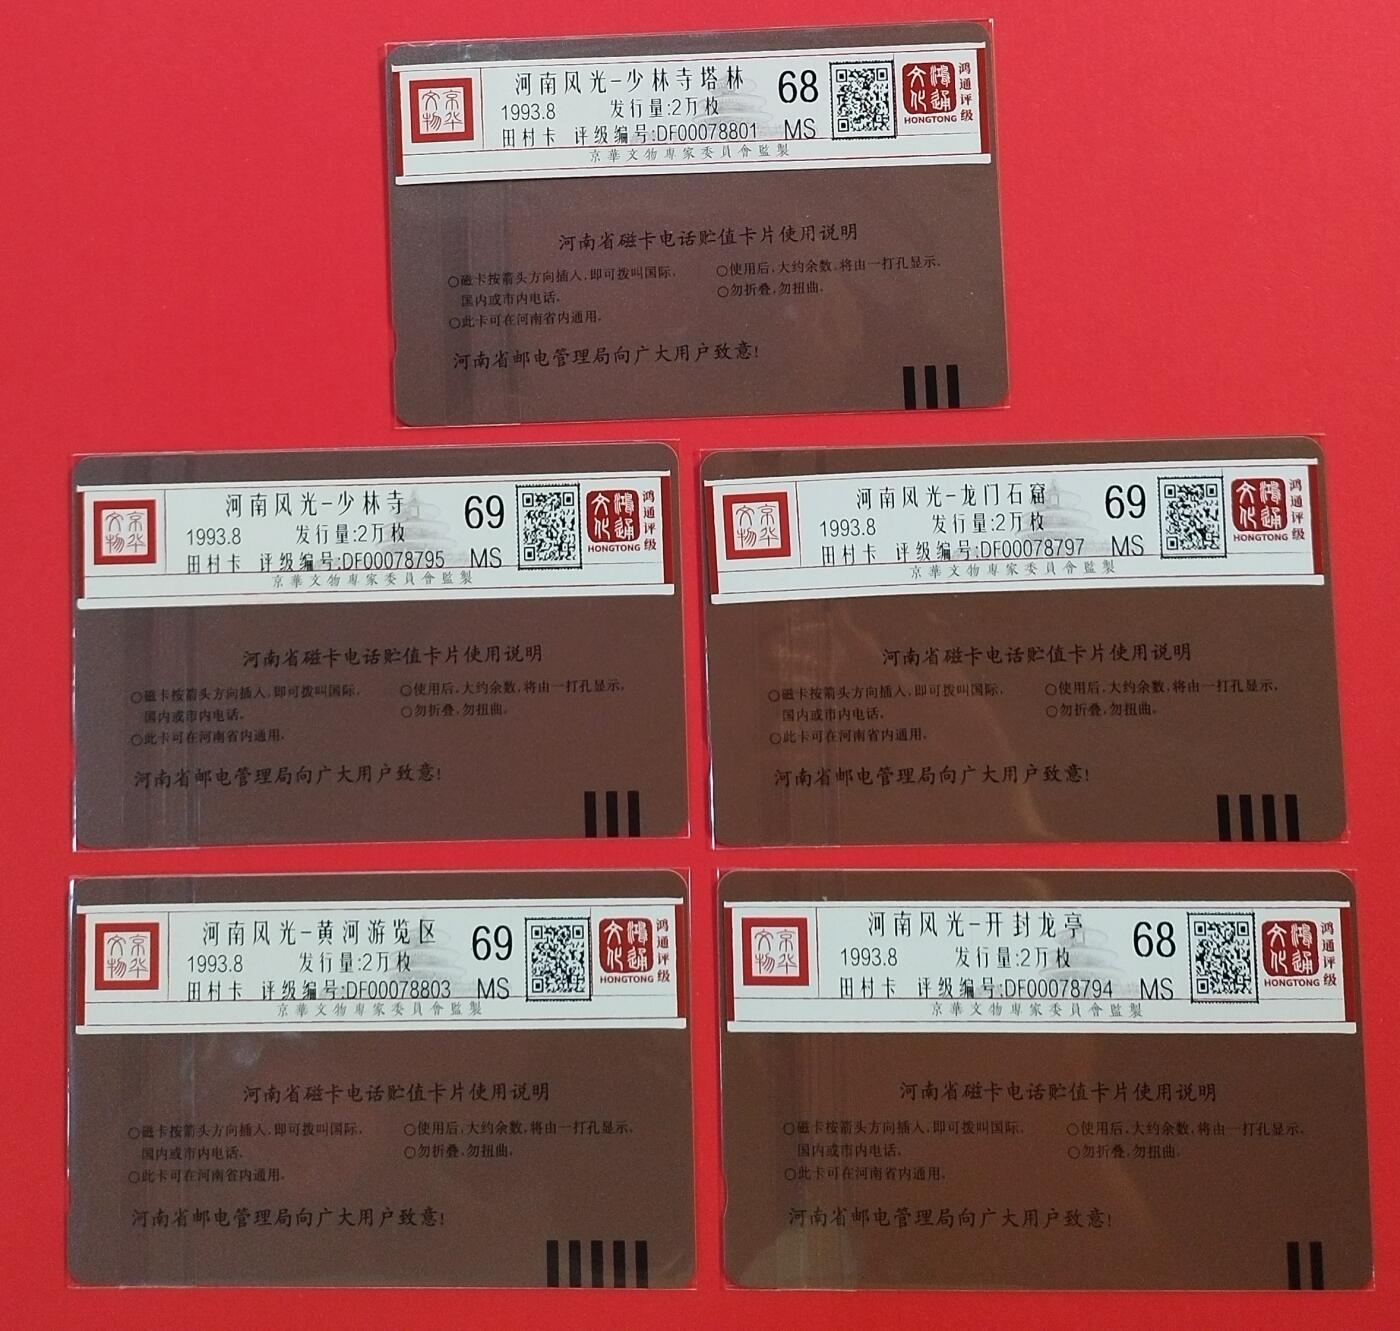 京华文物
河南风光-少林寺塔林
1993.8 发行量:2万枚
田村卡 评级编号:DF00078801
68
MS
鸿通文化
HONGTONG
鸿通评级
京華文物專家委員會監製
河南省磁卡电话贮值卡片使用说明
○磁卡按箭头方向插入,即可拨叫国际,
国内或市内电话。
○此卡可在河南省内通用。
○使用后,大约余数,将由一打孔显示。
○勿折叠,勿扭曲。
河南省邮电管理局向广大用户致意!
京华文物
河南风光-少林寺
1993.8 发行量:2万枚
田村卡 评级编号:DF00078795
69
MS
鸿通文化
HONGTONG
鸿通评级
京華文物專家委員會監製
河南省磁卡电话贮值卡片使用说明
○磁卡按箭头方向插入,即可拨叫国际,
国内或市内电话。
○此卡可在河南省内通用。
○使用后,大约余数,将由一打孔显示。
○勿折叠,勿扭曲。
河南省邮电管理局向广大用户致意!
京华文物
河南风光-龙门石窟
1993.8 发行量:2万枚
田村卡 评级编号:DF00078797
69
MS
鸿通文化
HONGTONG
鸿通评级
京華文物專家委員會監製
河南省磁卡电话贮值卡片使用说明
○磁卡按箭头方向插入,即可拨叫国际,
国内或市内电话。
○此卡可在河南省内通用。
○使用后,大约余数,将由一打孔显示。
○勿折叠,勿扭曲。
河南省邮电管理局向广大用户致意!
京华文物
河南风光-黄河游览区
1993.8 发行量:2万枚
田村卡 评级编号:DF00078803
69
MS
鸿通文化
HONGTONG
鸿通评级
京華文物專家委員會監製
河南省磁卡电话贮值卡片使用说明
○磁卡按箭头方向插入,即可拨叫国际,
国内或市内电话。
○此卡可在河南省内通用。
○使用后,大约余数,将由一打孔显示。
○勿折叠,勿扭曲。
河南省邮电管理局向广大用户致意!
京华文物
河南风光-开封龙亭
1993.8 发行量:2万枚
田村卡 评级编号:DF00078794
68
MS
鸿通文化
HONGTONG
鸿通评级
京華文物專家委員會監製
河南省磁卡电话贮值卡片使用说明
○磁卡按箭头方向插入,即可拨叫国际,
国内或市内电话。
○此卡可在河南省内通用。
○使用后,大约余数,将由一打孔显示。
○勿折叠,勿扭曲。
河南省邮电管理局向广大用户致意!